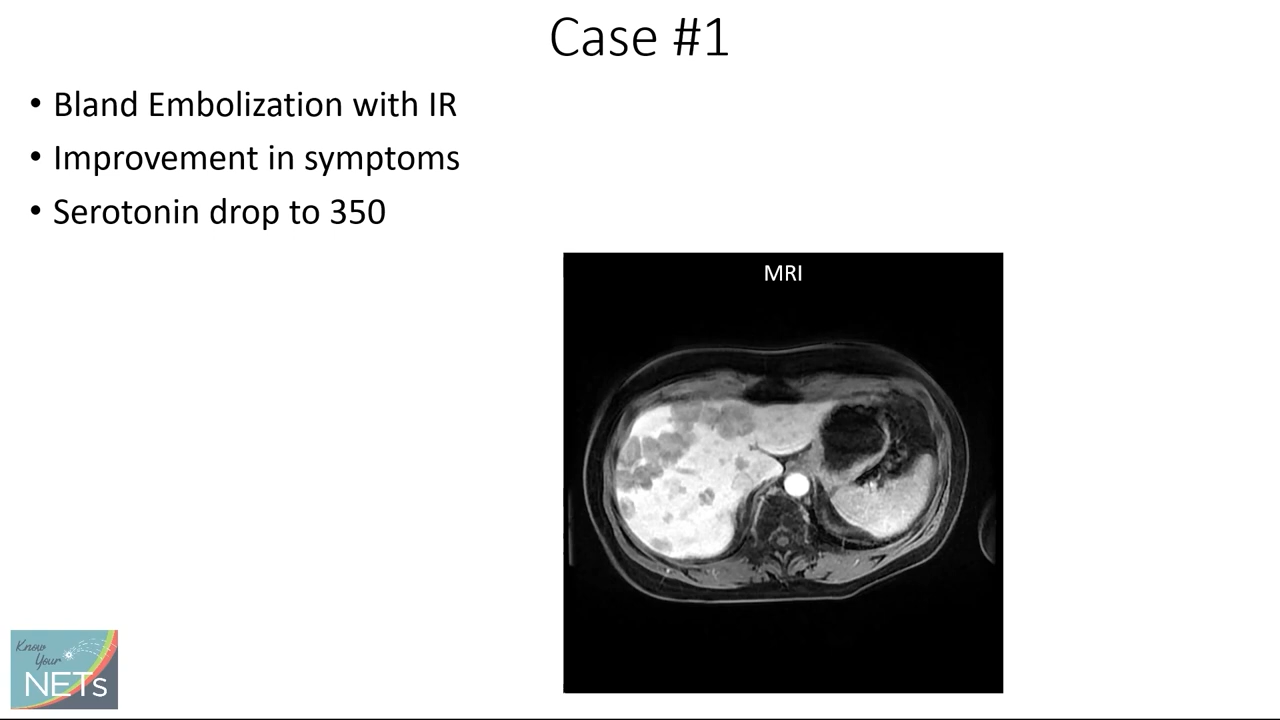 Case #1
• Bland Embolization with IR
• Improvement in symptoms
• Serotonin drop to 350
MRI
Know
Your
NETs